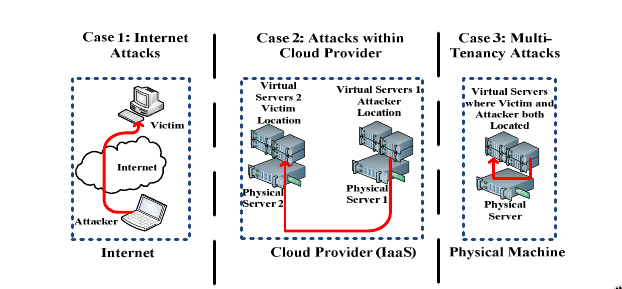 Case 1: Internet
Attacks
Case 2: Attacks within
Cloud Provider
Case 3: Multi-
Tenancy Attacks
Victim
Internet
Attacker
Internet
Virtual
Servers 2
Victim
Location
Virtual Servers 1
Attacker
Location
Physical
Server 2
Physical
Server 1
Cloud Provider (IaaS)
Virtual Servers
where Victim and
Attacker both
Located
Physical
Server
Physical Machine